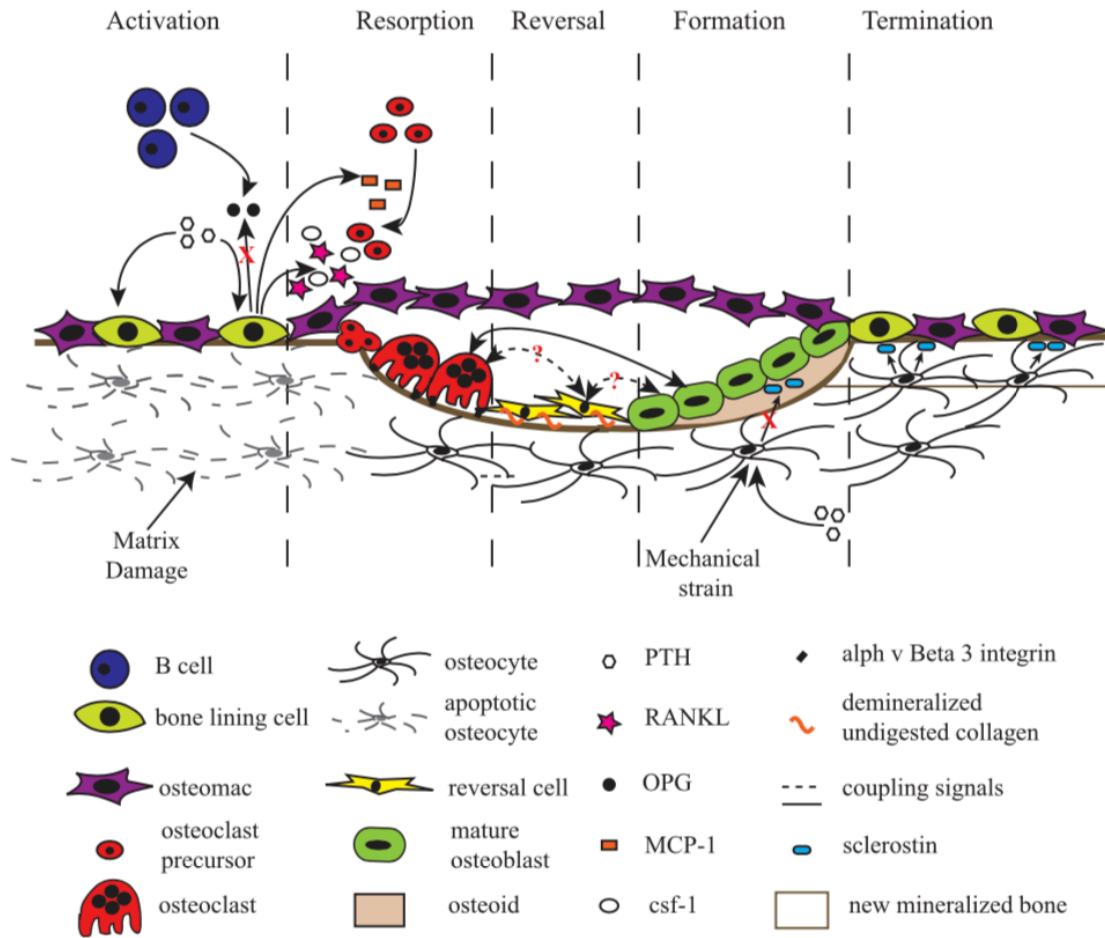 Activation
Resorption
Reversal
Formation
Termination
X
?
?
X
Matrix
Damage
Mechanical
strain
B cell
osteocyte
PTH
alph v Beta 3 integrin
bone lining cell
apoptotic
osteocyte
RANKL
demineralized
undigested collagen
osteomac
reversal cell
OPG
coupling signals
osteoclast
precursor
mature
osteoblast
MCP-1
sclerostin
osteoclast
osteoid
csf-1
new mineralized bone